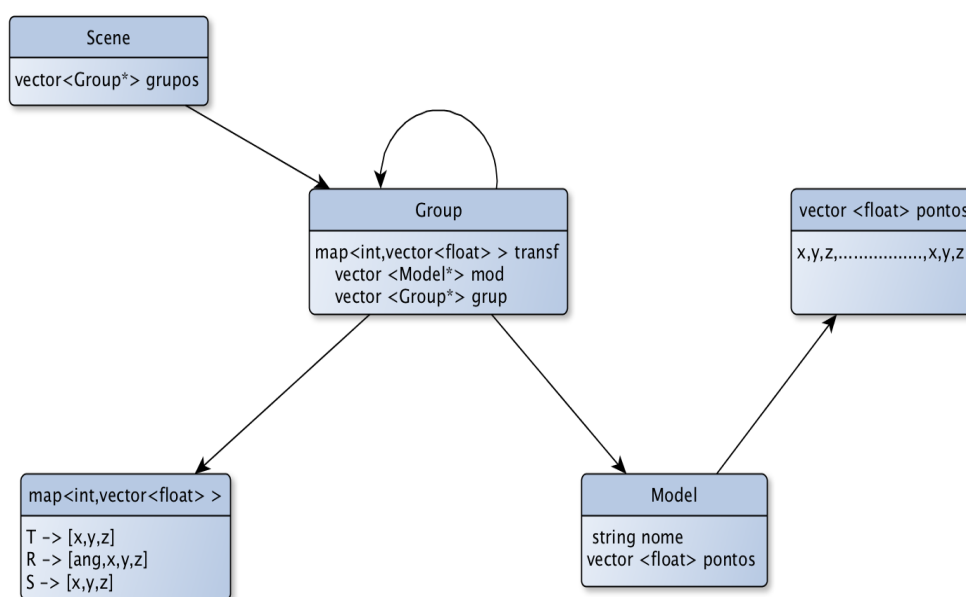 Scene
vector<Group*> grupos
Group
map<int,vector<float> > transf
vector <Model*> mod
vector <Group*> grup
vector <float> pontos
x,y,z,..................,x,y,z
map<int,vector<float> >
T -> [x,y,z]
R -> [ang,x,y,z]
S -> [x,y,z]
Model
string nome
vector <float> pontos